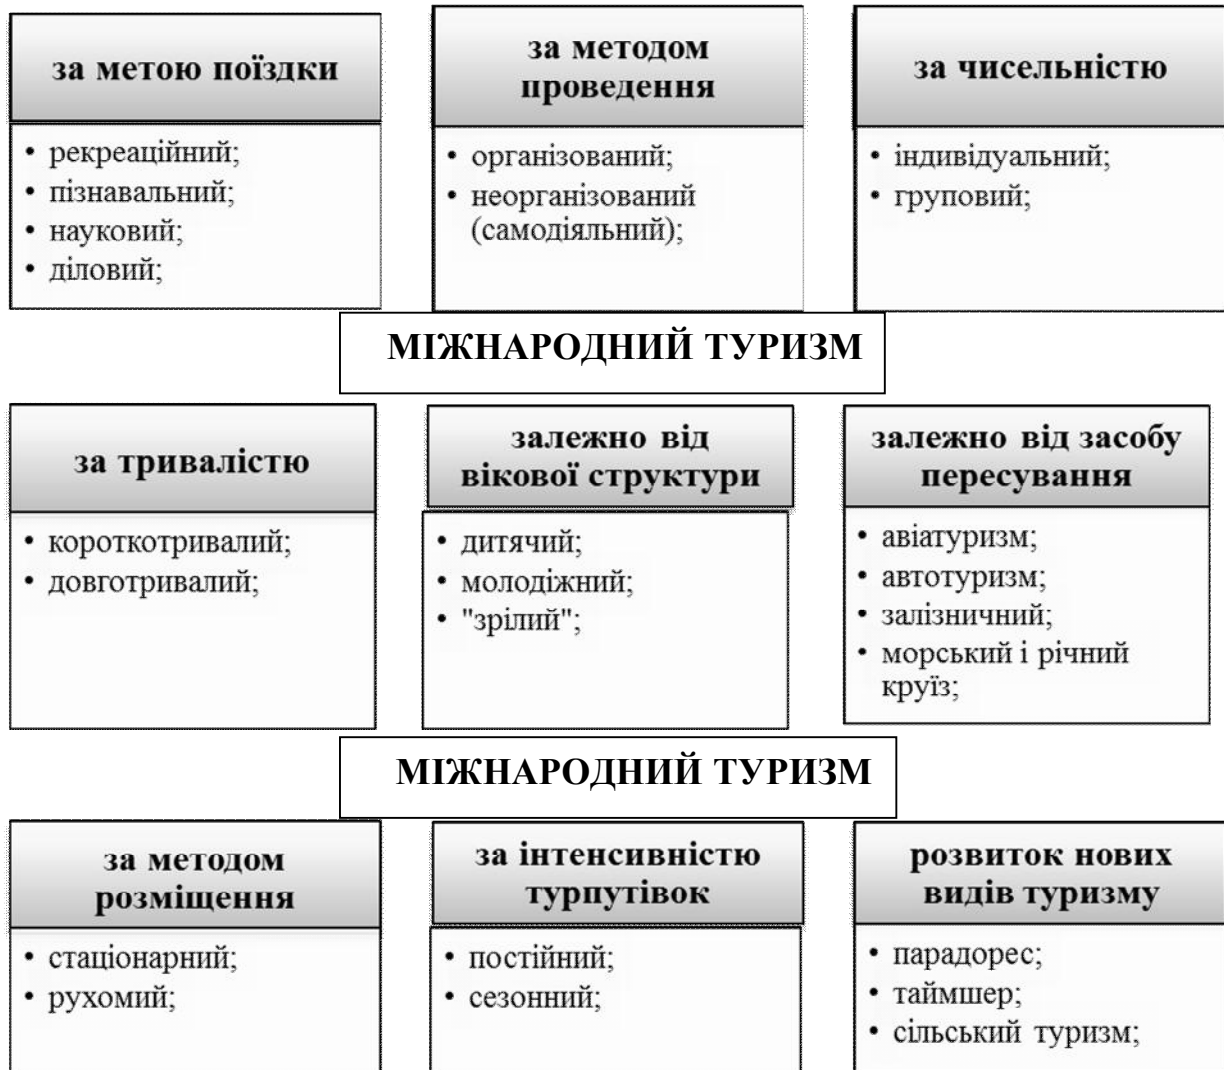 за метою поїздки
• рекреаційний;
• пізнавальний;
• науковий;
• діловий;
за методом
проведення
• організований;
• неорганізований
(самодіяльний);
за чисельністю
• індивідуальний;
• груповий;
МІЖНАРОДНИЙ ТУРИЗМ
за тривалістю
• короткотривалий;
• довготривалий;
залежно від
вікової структури
• дитячий;
• молодіжний;
• "зрілий";
залежно від засобу
пересування
• авіатуризм;
• автотуризм;
• залізничний;
• морський і річний
круїз;
МІЖНАРОДНИЙ ТУРИЗМ
за методом
розміщення
• стаціонарний;
• рухомий;
за інтенсивністю
турпутівок
• постійний;
• сезонний;
розвиток нових
видів туризму
• парадорес;
• таймшер;
• сільський туризм;